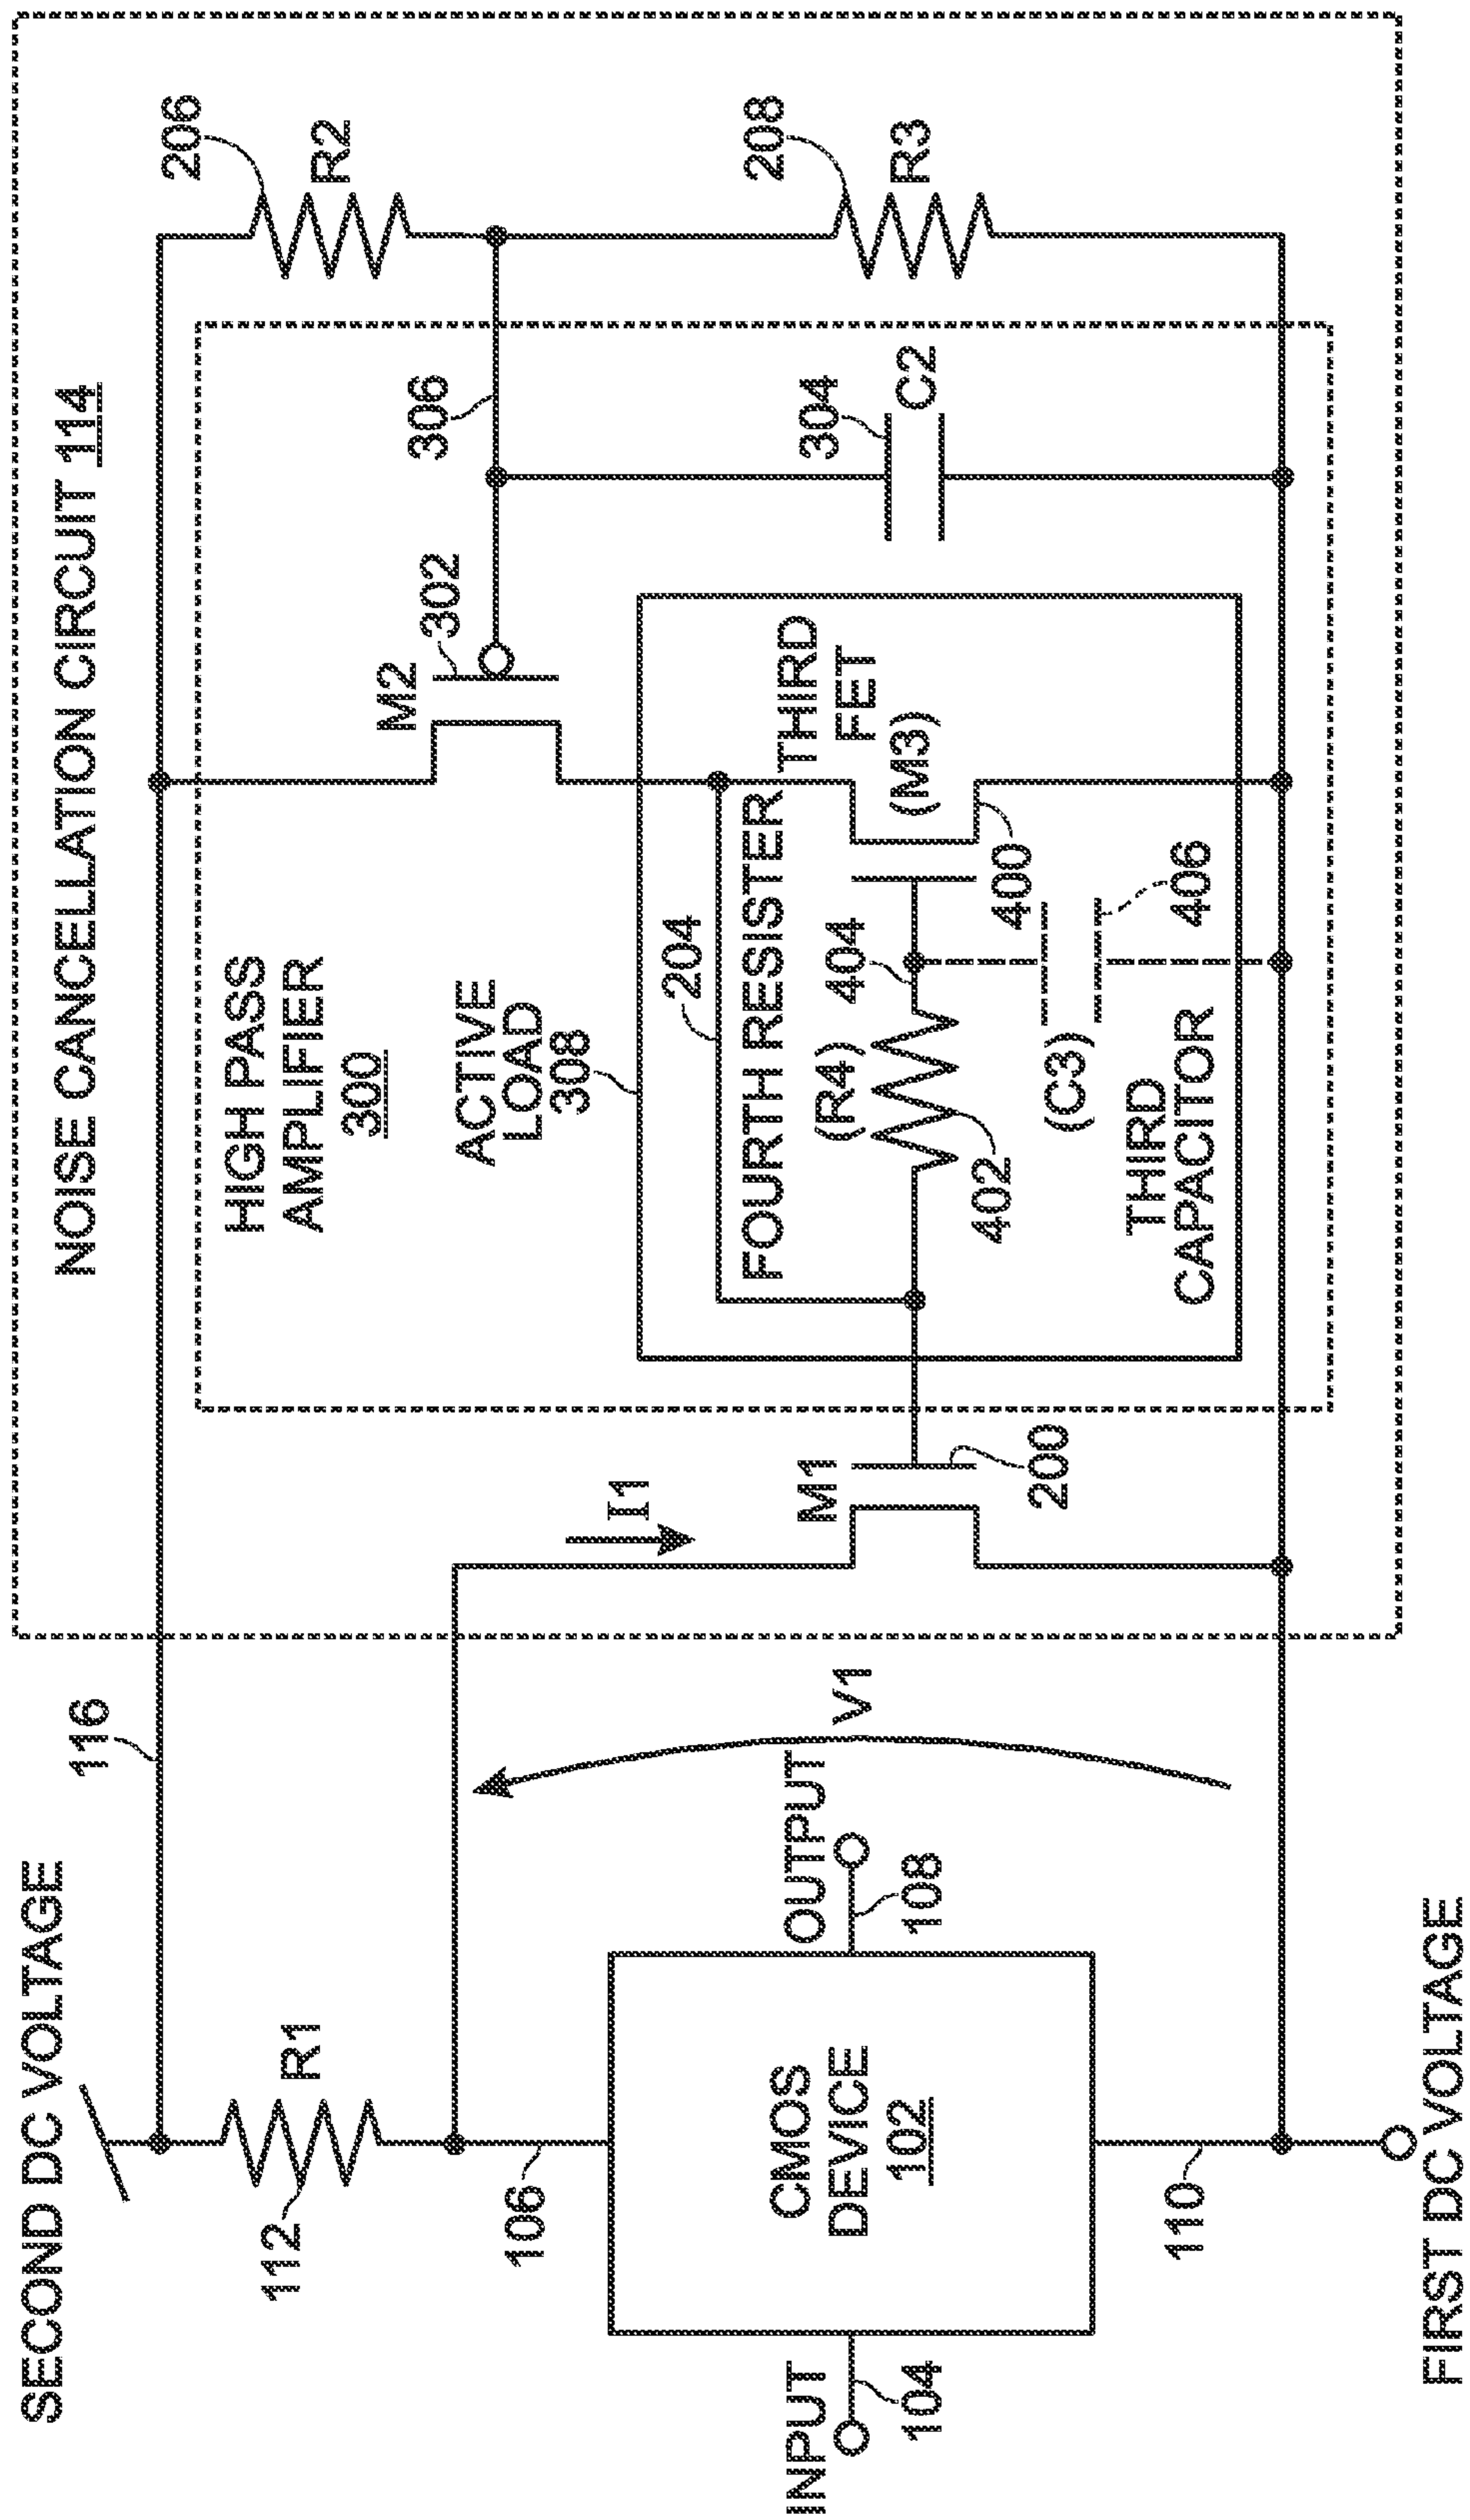 NOISE CANCELLATION CIRCUIT 114
SECOND DC VOLTAGE
116
R1
112
106
INPUT
104
CMOS
DEVICE
102
OUTPUT
108
110
FIRST DC VOLTAGE
V1
I1
M1
200
HIGH PASS
AMPLIFIER
300
ACTIVE
LOAD
308
204
FOURTH RESISTER
(R4)
404
402
THIRD
FET
(M3)
400
406
(C3)
THIRD
CAPACITOR
M2
302
306
304
C2
206
R2
208
R3